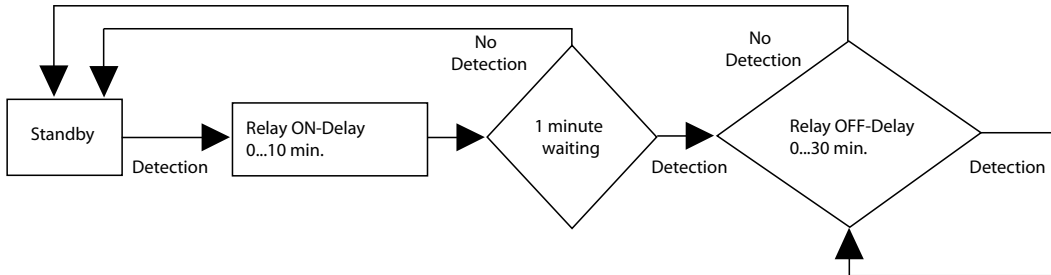 No
Detection
No
Detection
Standby
Relay ON-Delay
0...10 min.
1 minute
waiting
Relay OFF-Delay
0...30 min.
Detection
Detection
Detection